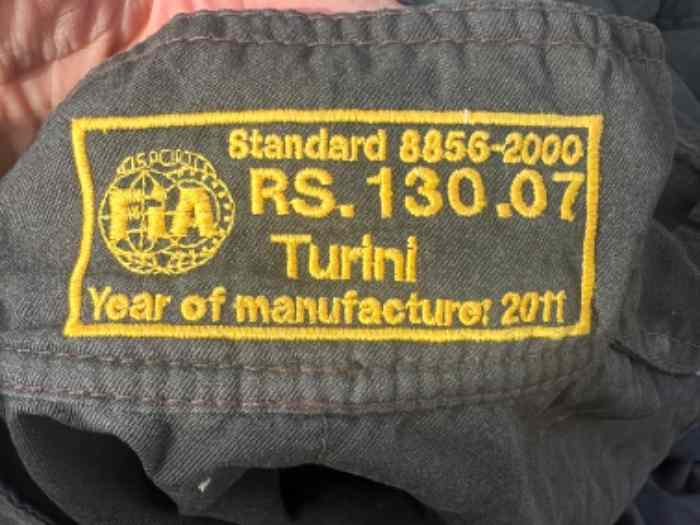 Standard 8856-2000
FIA
RS.130.07
Turini
Year of manufacture: 2011